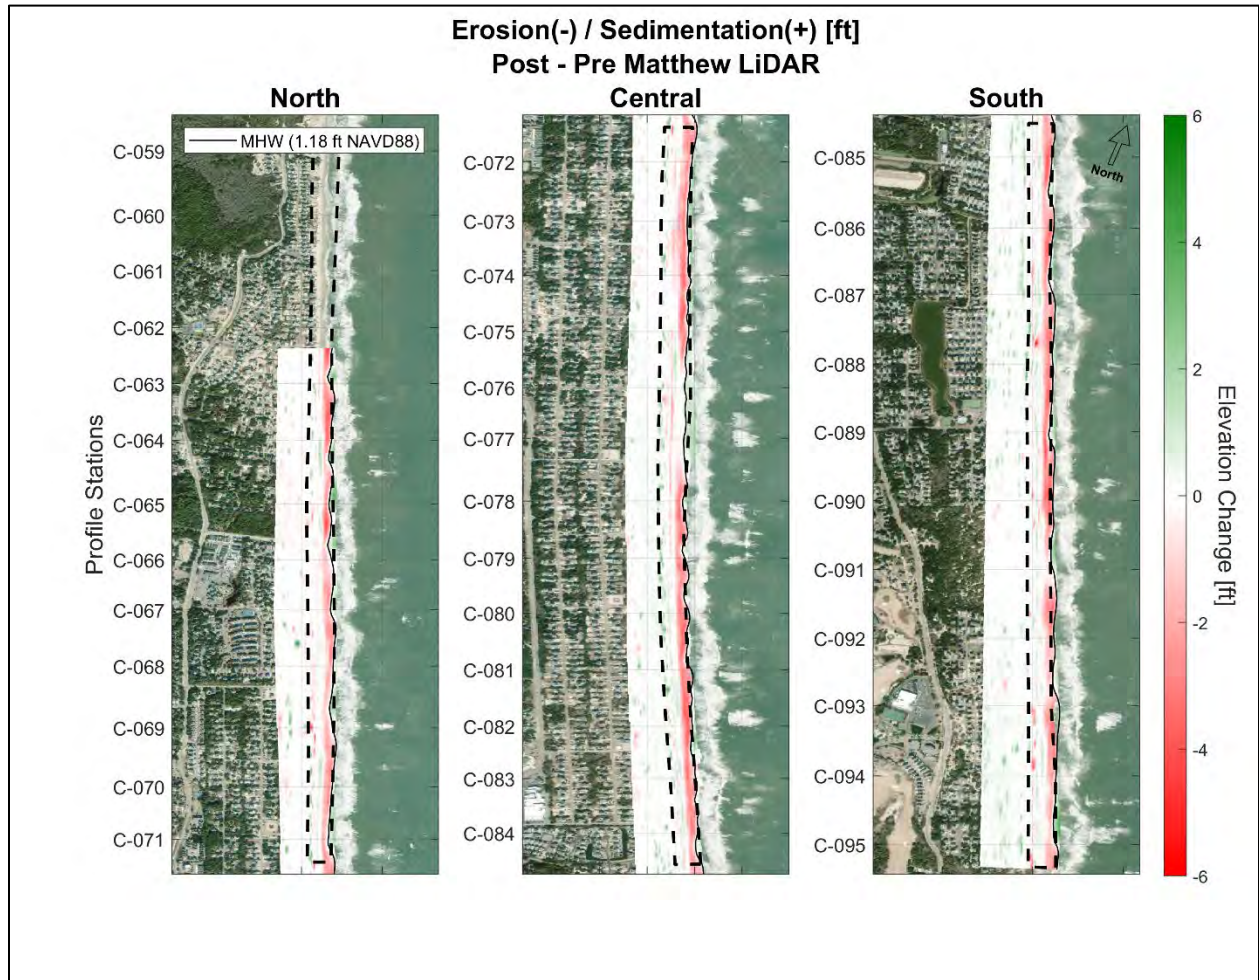 Erosion(-) / Sedimentation(+) [ft]
Post - Pre Matthew LiDAR
North
Central
South
MHW (1.18 ft NAVD88)
Profile Stations
C-059
C-060
C-061
C-062
C-063
C-064
C-065
C-066
C-067
C-068
C-069
C-070
C-071
C-072
C-073
C-074
C-075
C-076
C-077
C-078
C-079
C-080
C-081
C-082
C-083
C-084
C-085
C-086
C-087
C-088
C-089
C-090
C-091
C-092
C-093
C-094
C-095
North
6
4
2
0
-2
-4
-6
Elevation Change [ft]